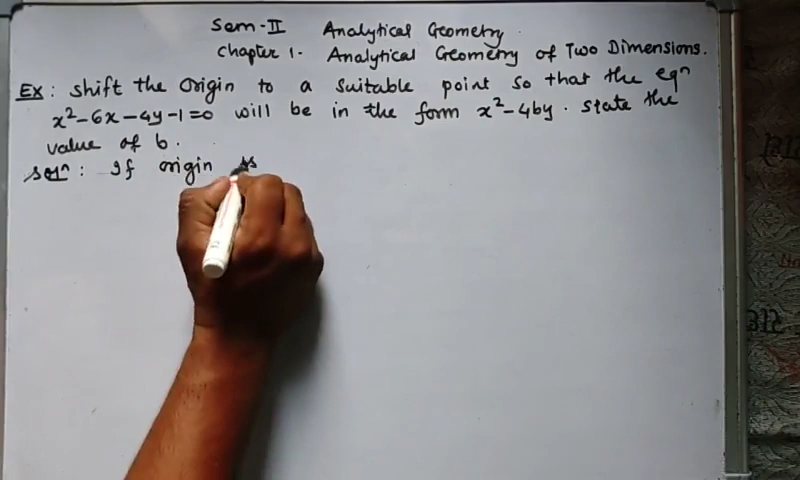 Sem-II Analytical Geometry.
Chapter 1. Analytical Geometry of Two Dimensions.
Ex: Shift the Origin to a suitable point so that the eqⁿ
x²-6x-4y-1=0 will be in the form x²-4by. State the
value of b.
Solⁿ: If origin is